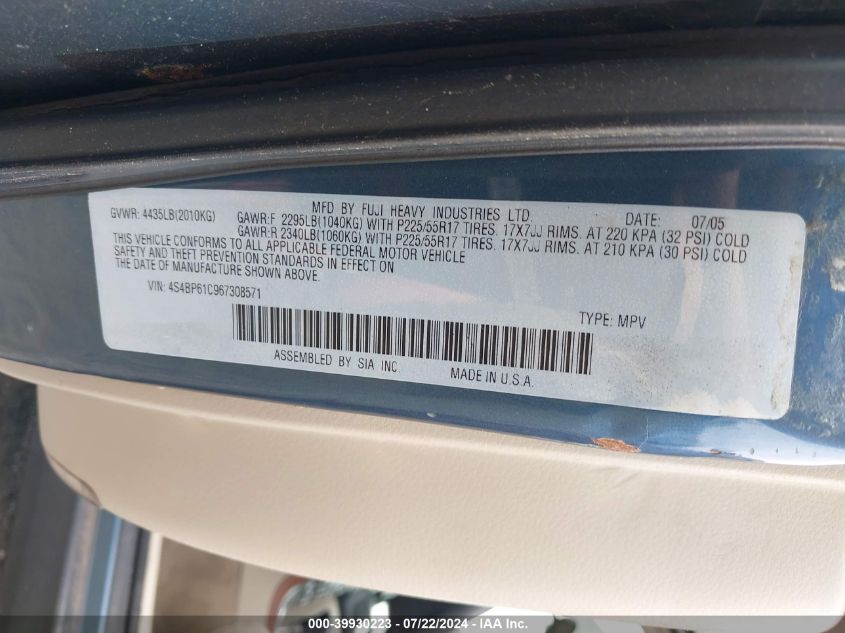 MFD BY FUJI HEAVY INDUSTRIES LTD. DATE: 07/05
GVWR: 4435LB(2010KG) GAWR:F 2295LB(1040KG) WITH P225/55R17 TIRES. 17X7JJ RIMS. AT 220 KPA (32 PSI) COLD
GAWR:R 2340LB(1060KG) WITH P225/55R17 TIRES. 17X7JJ RIMS. AT 210 KPA (30 PSI) COLD
THIS VEHICLE CONFORMS TO ALL APPLICABLE FEDERAL MOTOR VEHICLE
SAFETY AND THEFT PREVENTION STANDARDS IN EFFECT ON
THE DATE OF MANUFACTURE SHOWN ABOVE.
VIN: 4S4BP61C967308571 TYPE: MPV
ASSEMBLED BY SIA INC. MADE IN U.S.A.
000-39930223 - 07/22/2024 - IAA Inc.